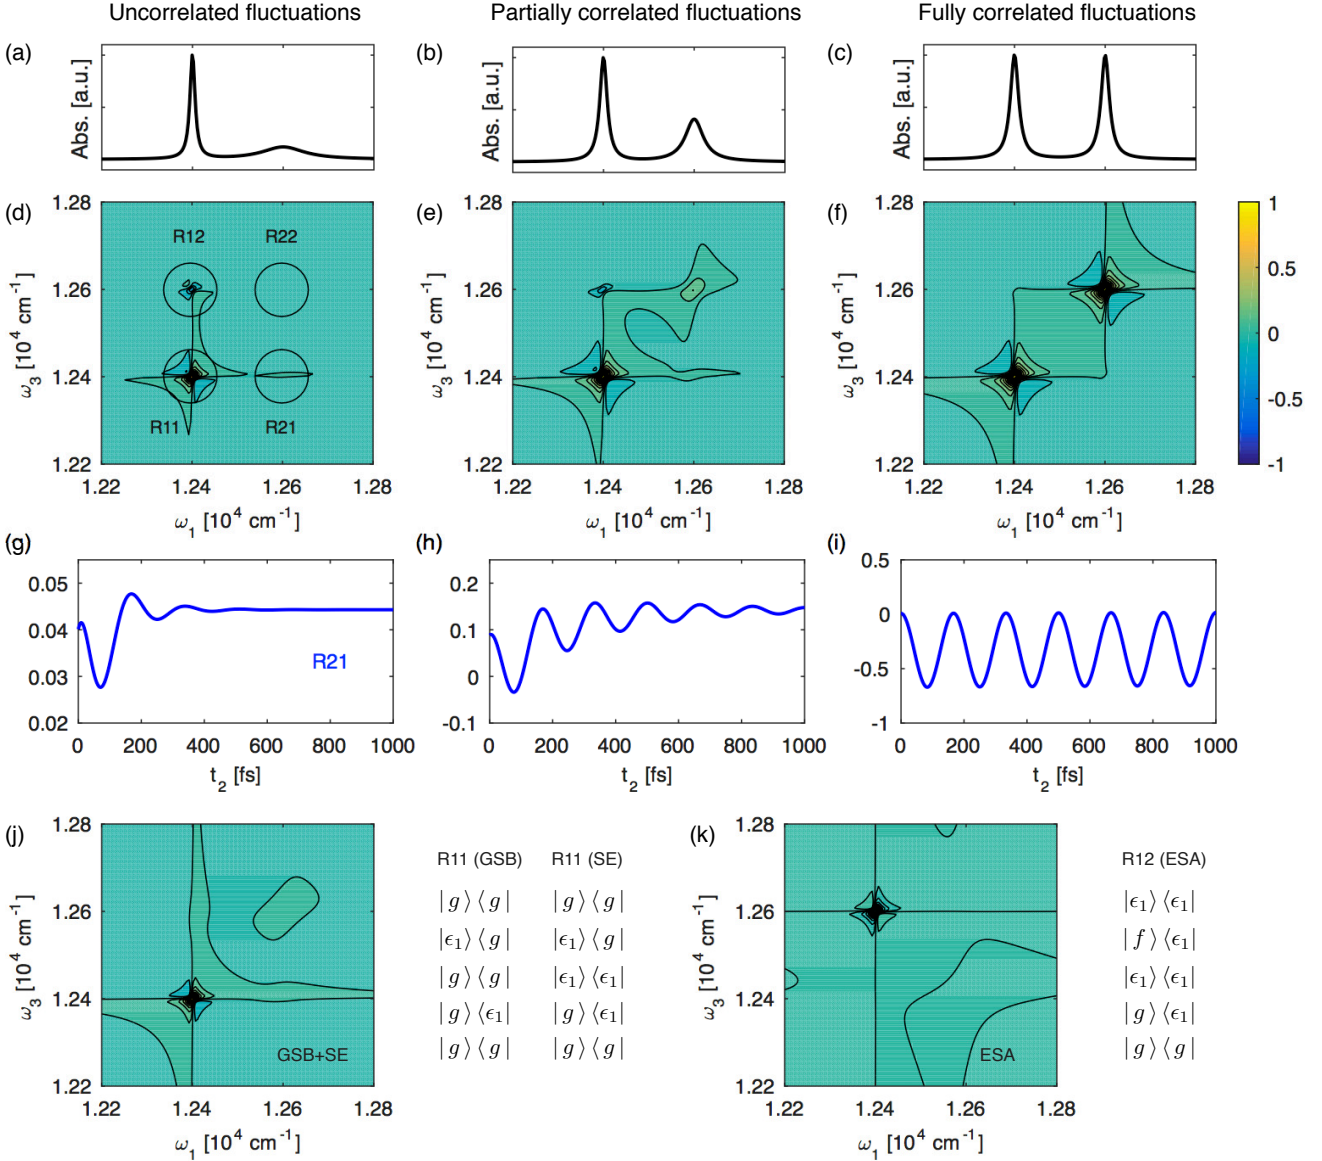 Uncorrelated fluctuations
Partially correlated fluctuations
Fully correlated fluctuations
(a)
Abs. [a.u.]
(b)
Abs. [a.u.]
(c)
Abs. [a.u.]
(d)
1.28
1.26
1.24
1.22
ω3 [10^4 cm^-1]
R12
R22
R11
R21
1.22
1.24
1.26
1.28
ω1 [10^4 cm^-1]
(e)
1.28
1.26
1.24
1.22
ω3 [10^4 cm^-1]
1.22
1.24
1.26
1.28
ω1 [10^4 cm^-1]
(f)
1.28
1.26
1.24
1.22
ω3 [10^4 cm^-1]
1.22
1.24
1.26
1.28
ω1 [10^4 cm^-1]
1
0.5
0
-0.5
-1
(g)
0.05
0.04
0.03
0.02
R21
0 200 400 600 800 1000
t2 [fs]
(h)
0.2
0.1
0
-0.1
0 200 400 600 800 1000
t2 [fs]
(i)
0.5
0
-0.5
-1
0 200 400 600 800 1000
t2 [fs]
(j)
1.28
1.26
1.24
1.22
ω3 [10^4 cm^-1]
GSB+SE
1.22
1.24
1.26
1.28
ω1 [10^4 cm^-1]
R11 (GSB) R11 (SE)
|g⟩⟨g| |g⟩⟨g|
|ϵ1⟩⟨g| |ϵ1⟩⟨g|
|g⟩⟨g| |ϵ1⟩⟨ϵ1|
|g⟩⟨ϵ1| |g⟩⟨ϵ1|
|g⟩⟨g| |g⟩⟨g|
(k)
1.28
1.26
1.24
1.22
ω3 [10^4 cm^-1]
ESA
1.22
1.24
1.26
1.28
ω1 [10^4 cm^-1]
R12 (ESA)
|ϵ1⟩⟨ϵ1|
|f⟩⟨ϵ1|
|ϵ1⟩⟨ϵ1|
|g⟩⟨ϵ1|
|g⟩⟨g|